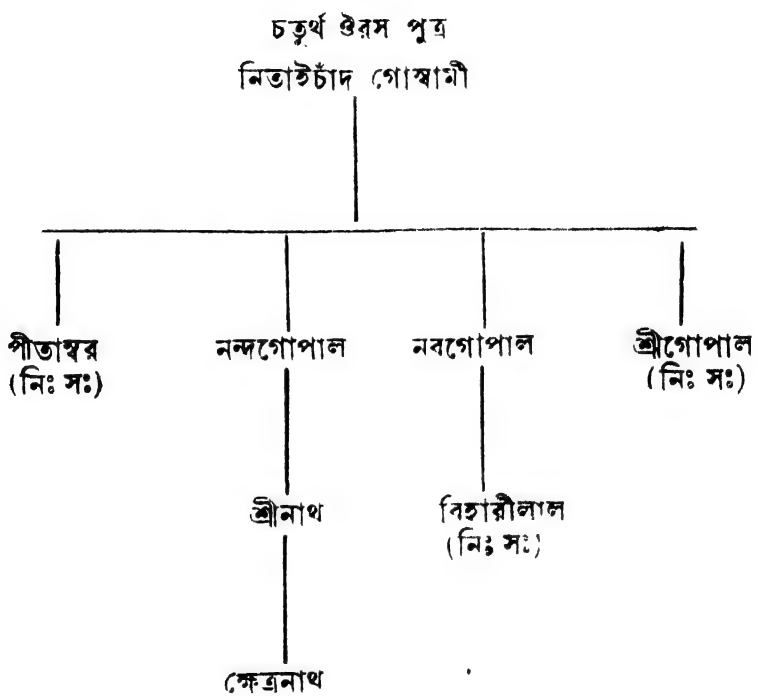 চতুর্থ ঔরস পুত্র
নিতাইচাঁদ গোস্বামী
পীতাম্বর নন্দগোপাল নবগোপাল শ্রীগোপাল
(নিঃ সঃ) (নিঃ সঃ)
শ্রীনাথ বিহারীলাল
(নিঃ সঃ)
ক্ষেত্রনাথ